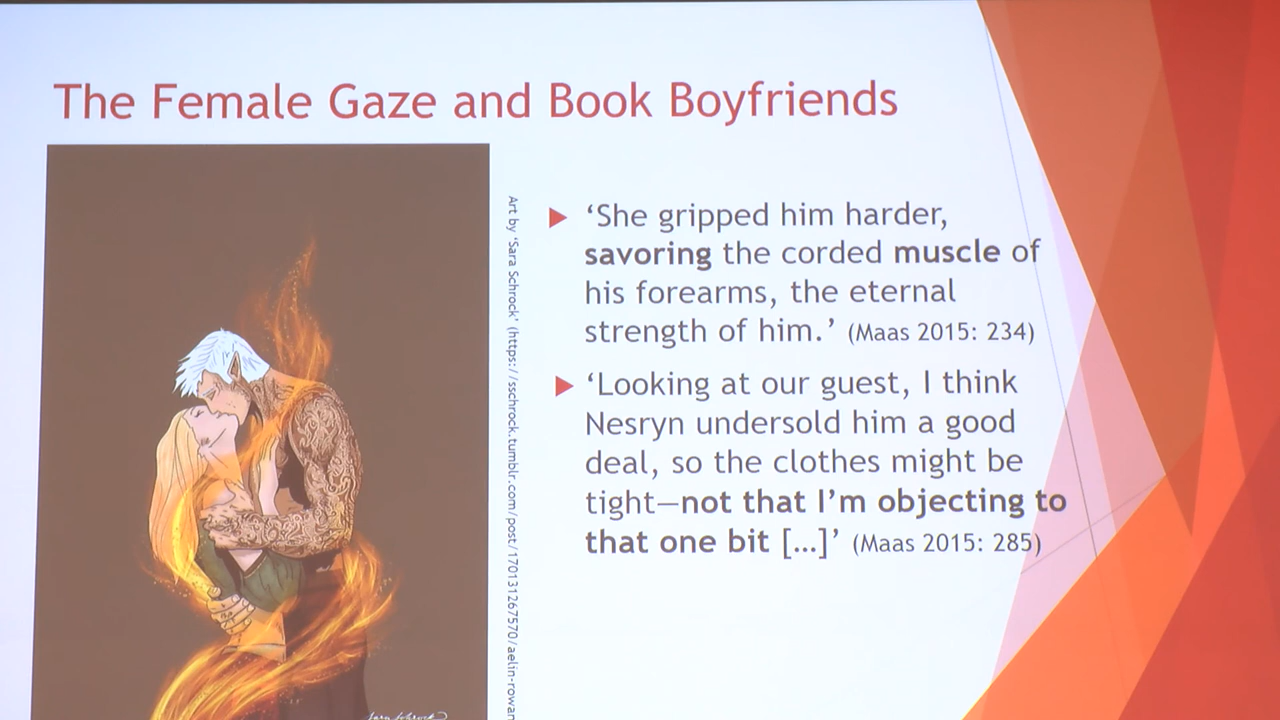 The Female Gaze and Book Boyfriends
Art by 'Sara Schrock' (https://sschrock.tumblr.com/post/170131267570/aelin-rowan
‘She gripped him harder,
savoring the corded muscle of
his forearms, the eternal
strength of him.’ (Maas 2015: 234)
‘Looking at our guest, I think
Nesryn undersold him a good
deal, so the clothes might be
tight—not that I’m objecting to
that one bit […]’ (Maas 2015: 285)
Sara Schrock